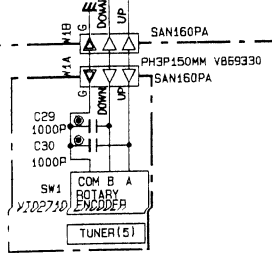 G DOWN UP
W1B
SAN160PA
PH3P150MM V869330
W1A
SAN160PA
G DOWN UP
C29
1000P
C30
1000P
SW1
COM B A
ROTARY
ENCODER
TUNER(5)